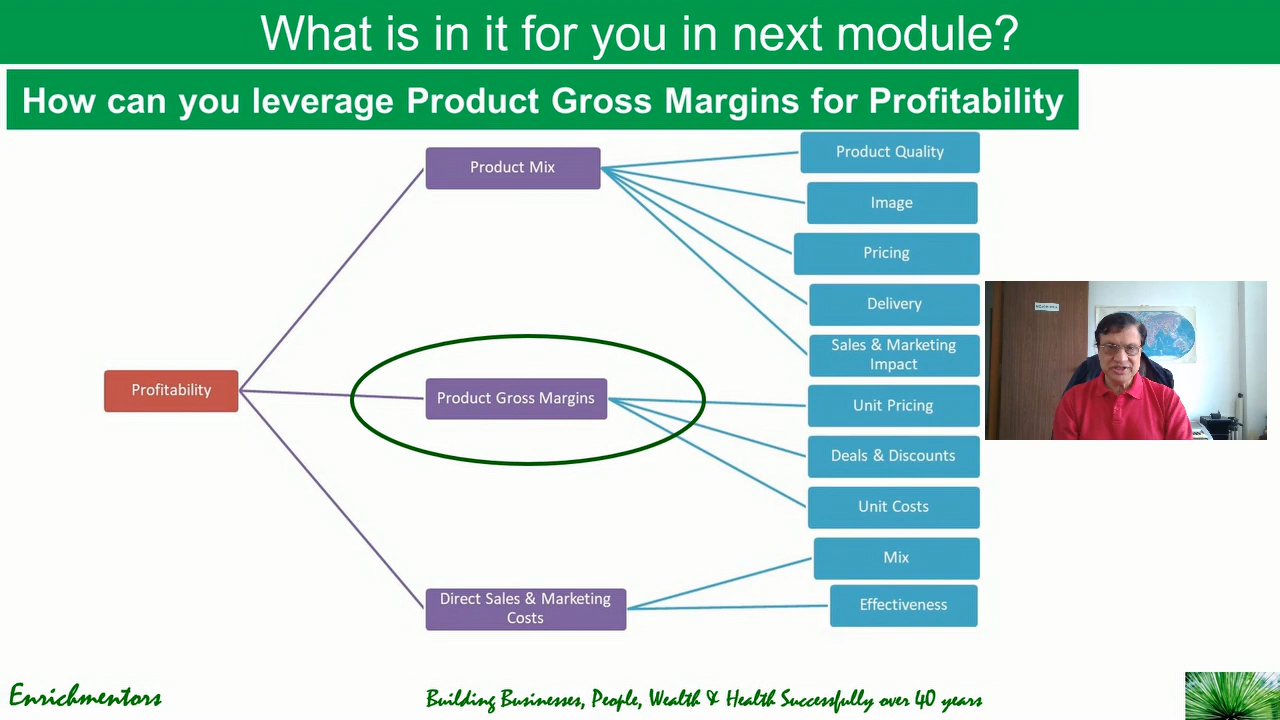 What is in it for you in next module?
How can you leverage Product Gross Margins for Profitability
Profitability
Product Mix
Product Quality
Image
Pricing
Delivery
Sales & Marketing
Impact
Product Gross Margins
Unit Pricing
Deals & Discounts
Unit Costs
Direct Sales & Marketing
Costs
Mix
Effectiveness
Enrichmentors
Building Businesses, People, Wealth & Health Successfully over 40 years